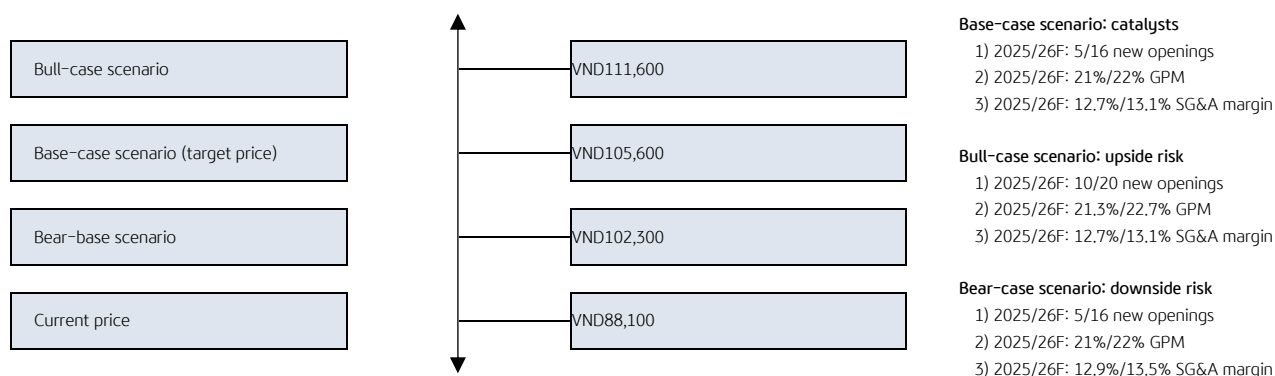 Bull-case scenario
VND111,600
Base-case scenario (target price)
VND105,600
Bear-base scenario
VND102,300
Current price
VND88,100
Base-case scenario: catalysts
1) 2025/26F: 5/16 new openings
2) 2025/26F: 21%/22% GPM
3) 2025/26F: 12.7%/13.1% SG&A margin
Bull-case scenario: upside risk
1) 2025/26F: 10/20 new openings
2) 2025/26F: 21.3%/22.7% GPM
3) 2025/26F: 12.7%/13.1% SG&A margin
Bear-case scenario: downside risk
1) 2025/26F: 5/16 new openings
2) 2025/26F: 21%/22% GPM
3) 2025/26F: 12.9%/13.5% SG&A margin